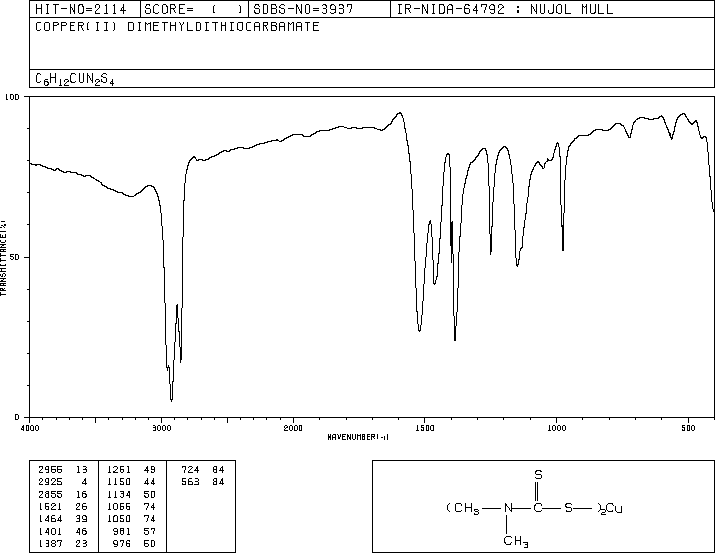 HIT-NO=2114 SCORE= ( ) SDBS-NO=3937 IR-NIDA-64792 : NUJOL MULL
COPPER(II) DIMETHYLDITHIOCARBAMATE
C6H12CUN2S4
100
50
0
TRANSMITTANCE(%)
4000 3000 2000 1500 1000 500
WAVENUMBER(-1)
2956 13 1251 49 724 84
2925 4 1150 44 563 84
2855 16 1134 50
1521 26 1066 74
1464 39 1050 74
1401 46 981 57
1387 23 976 50
S
(CH3—N—C—S—)2Cu
CH3